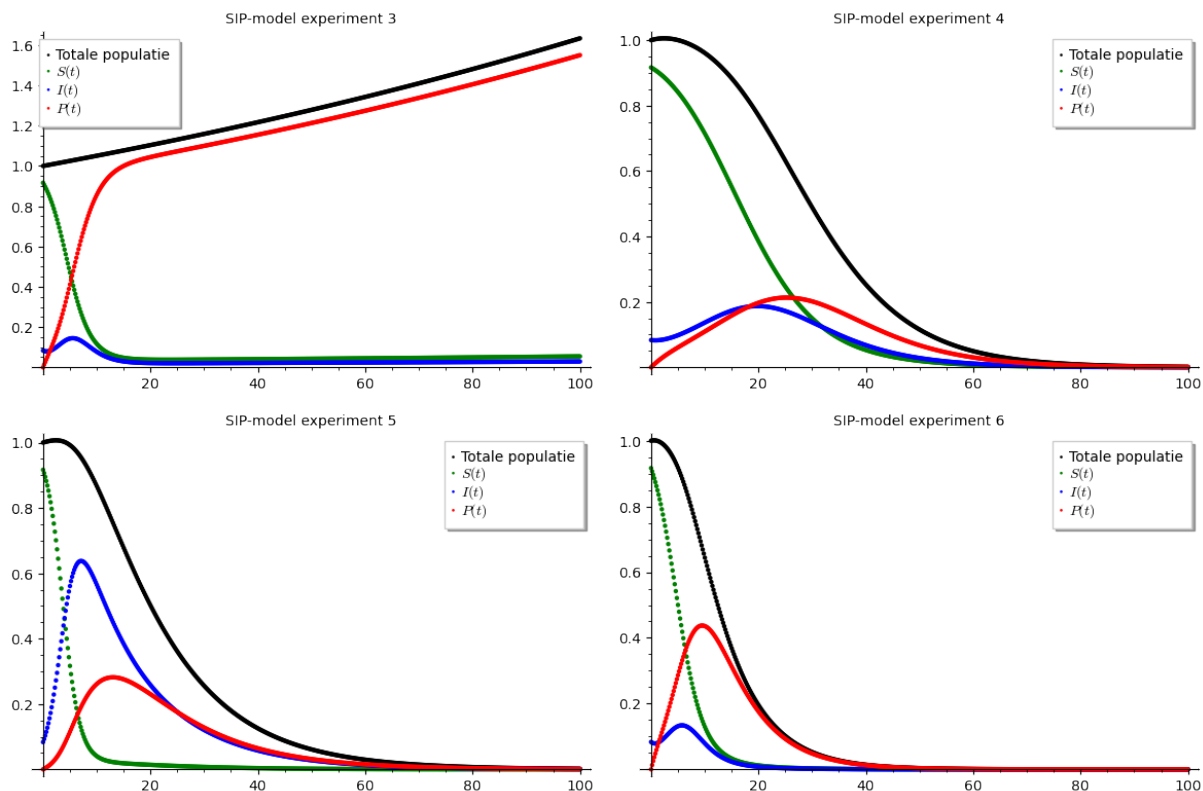 SIP-model experiment 3
Totale populatie
S(t)
I(t)
P(t)
1.6
1.4
1.2
1.0
0.8
0.6
0.4
0.2
20 40 60 80 100
SIP-model experiment 4
Totale populatie
S(t)
I(t)
P(t)
1.0
0.8
0.6
0.4
0.2
20 40 60 80 100
SIP-model experiment 5
Totale populatie
S(t)
I(t)
P(t)
1.0
0.8
0.6
0.4
0.2
20 40 60 80 100
SIP-model experiment 6
Totale populatie
S(t)
I(t)
P(t)
1.0
0.8
0.6
0.4
0.2
20 40 60 80 100